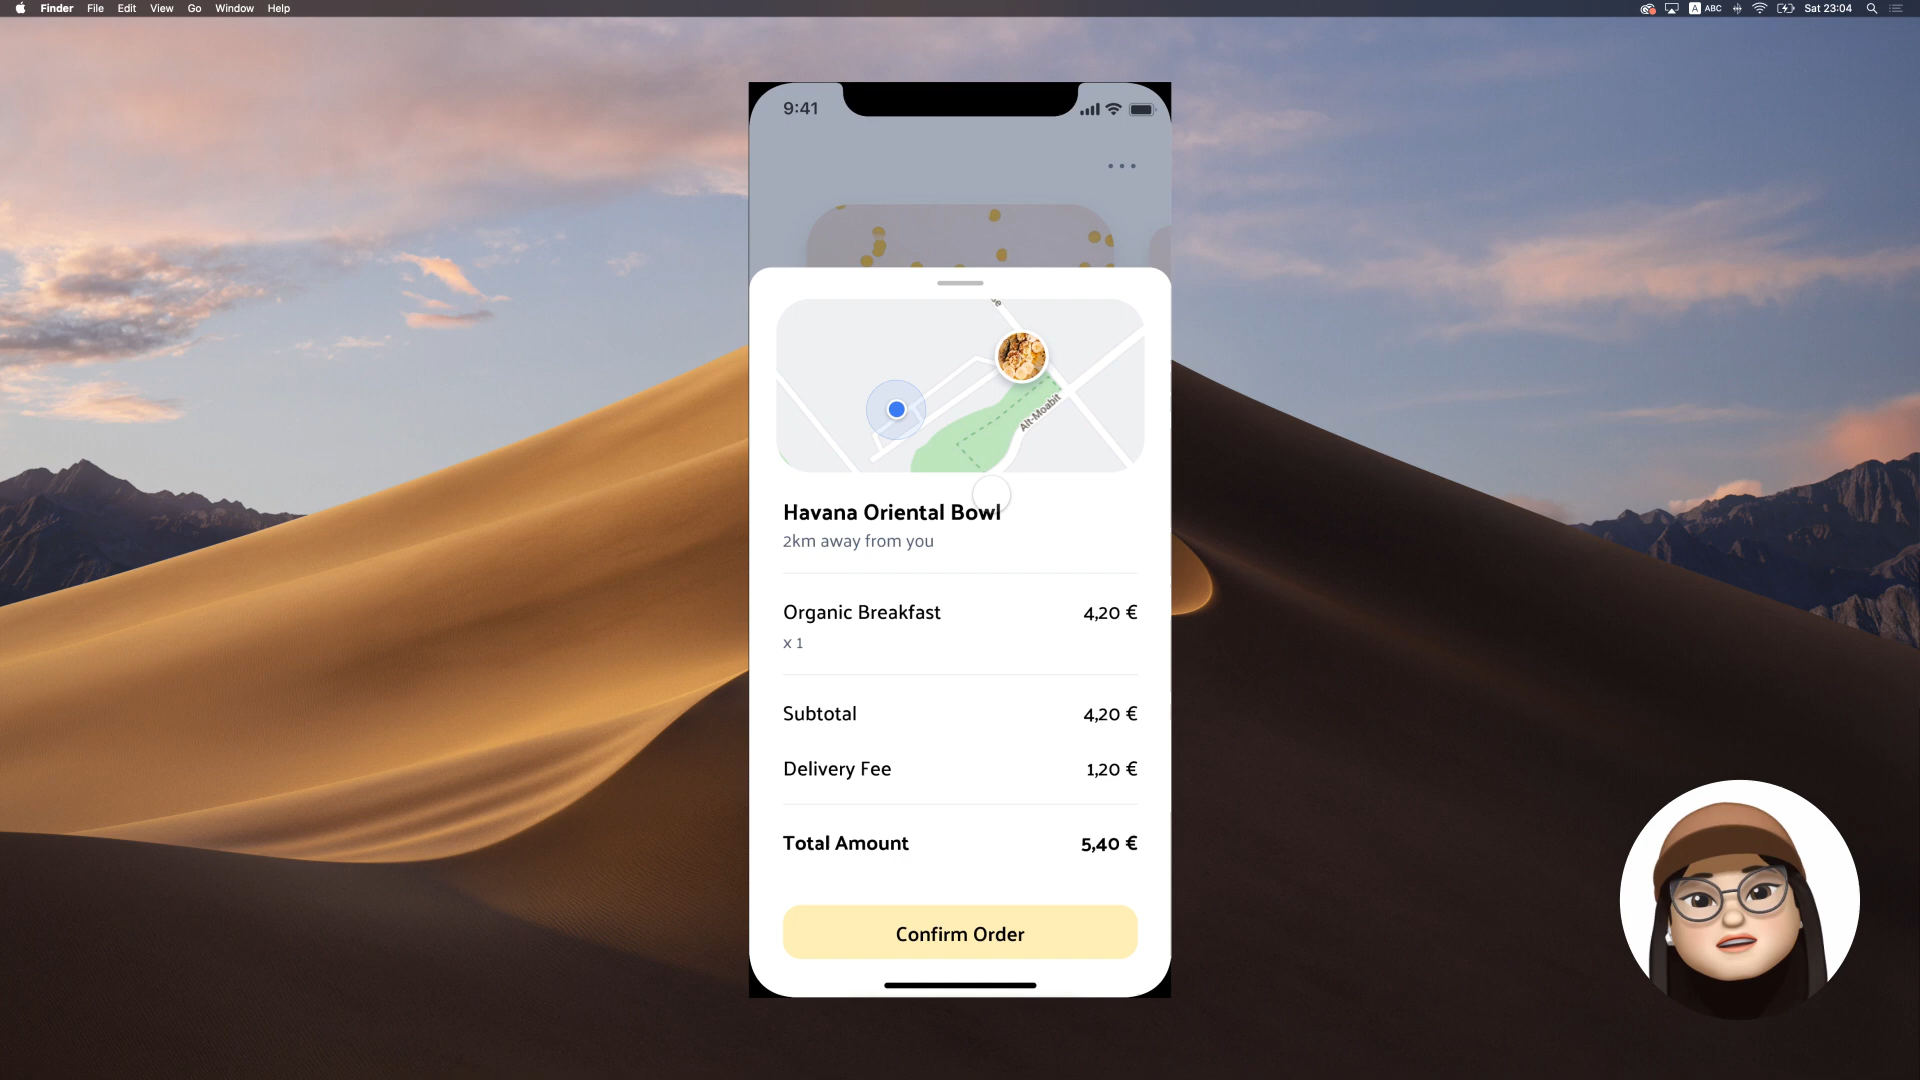 Finder File Edit View Go Window Help
A ABC Sat 23:04
9:41
Alt-Moabit
Havana Oriental Bowl
2km away from you
Organic Breakfast 4,20 €
x 1
Subtotal 4,20 €
Delivery Fee 1,20 €
Total Amount 5,40 €
Confirm Order